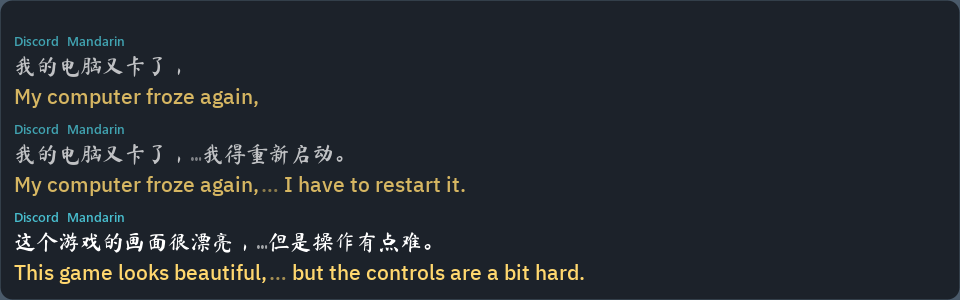 Discord Mandarin
我的电脑又卡了，
My computer froze again,
Discord Mandarin
我的电脑又卡了，…我得重新启动。
My computer froze again,… I have to restart it.
Discord Mandarin
这个游戏的画面很漂亮，…但是操作有点难。
This game looks beautiful,… but the controls are a bit hard.